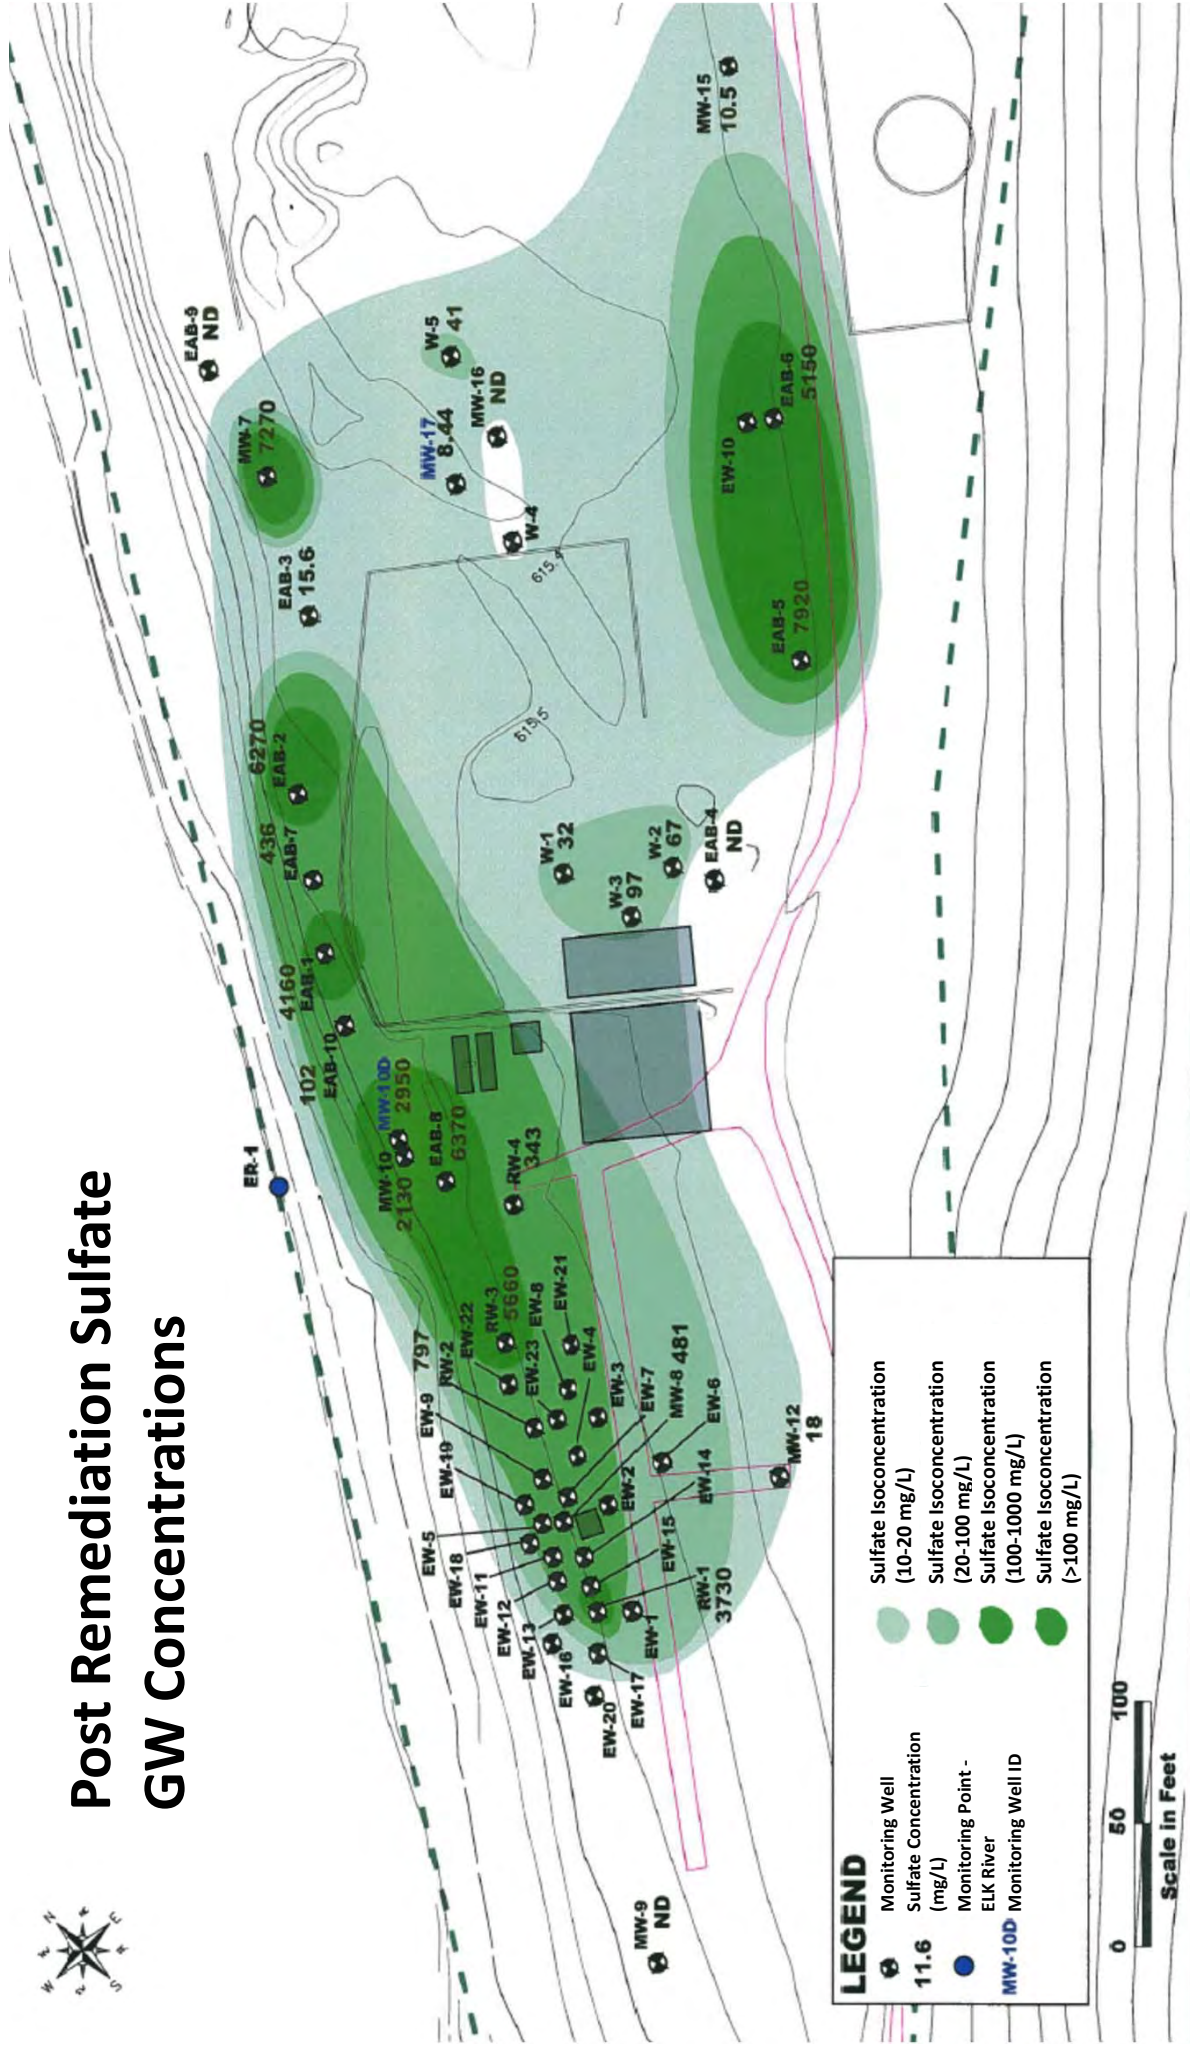 Post Remediation Sulfate
GW Concentrations
N
E
S
W
ER-1
EAB-9
ND
MW-7
7270
EAB-3
15.6
6270
EAB-2
436
EAB-7
4160
EAB-1
102
EAB-10
MW-10D
2950
MW-10
2130
EAB-8
6370
RW-4
343
W-5
41
MW-16
ND
MW-17
8.44
W-4
615.4
615.5
MW-15
10.5
EAB-6
5150
EW-10
EAB-5
7920
W-1
32
W-2
67
W-3
97
EAB-4
ND
RW-3
5660
EW-22
797
RW-2
EW-9
EW-19
EW-5
EW-18
EW-11
EW-12
EW-13
EW-16
EW-20
EW-17
EW-1
RW-1
3730
EW-15
EW-14
EW-2
EW-6
MW-8 481
EW-7
EW-3
EW-4
EW-21
EW-8
EW-23
MW-12
18
MW-9
ND
LEGEND
Monitoring Well
11.6
Sulfate Concentration
(mg/L)
Monitoring Point -
ELK River
MW-10D
Monitoring Well ID
Sulfate Isoconcentration
(10-20 mg/L)
Sulfate Isoconcentration
(20-100 mg/L)
Sulfate Isoconcentration
(100-1000 mg/L)
Sulfate Isoconcentration
(>100 mg/L)
0 50 100
Scale in Feet